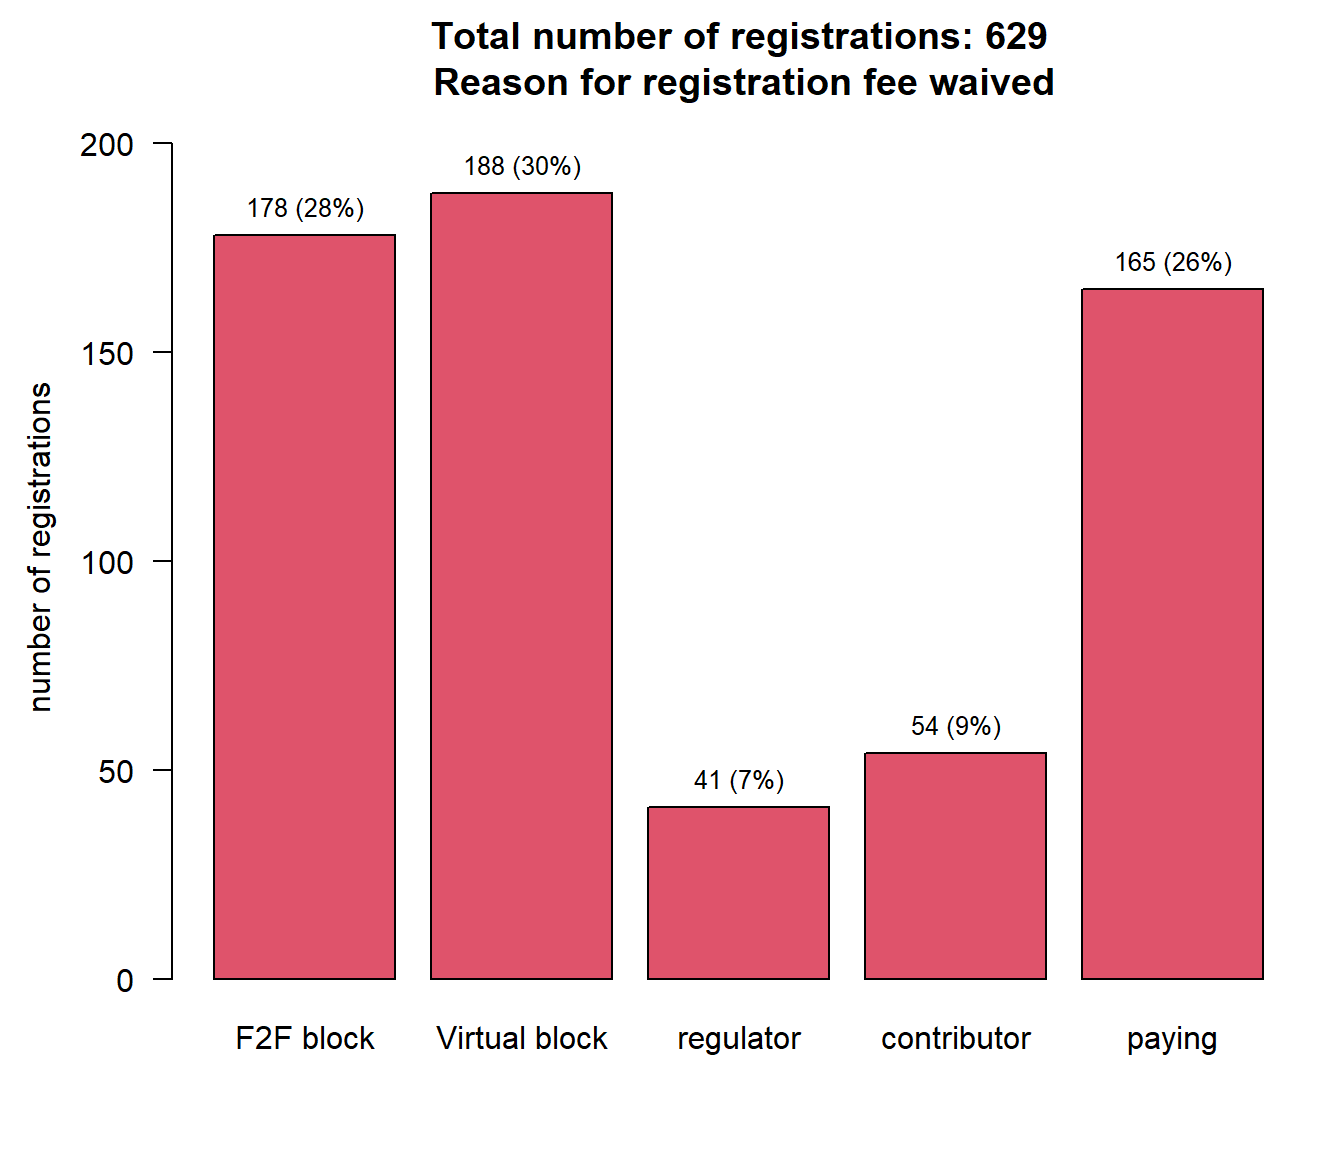 Total number of registrations: 629
Reason for registration fee waived
number of registrations
200
150
100
50
0
178 (28%)
188 (30%)
41 (7%)
54 (9%)
165 (26%)
F2F block
Virtual block
regulator
contributor
paying